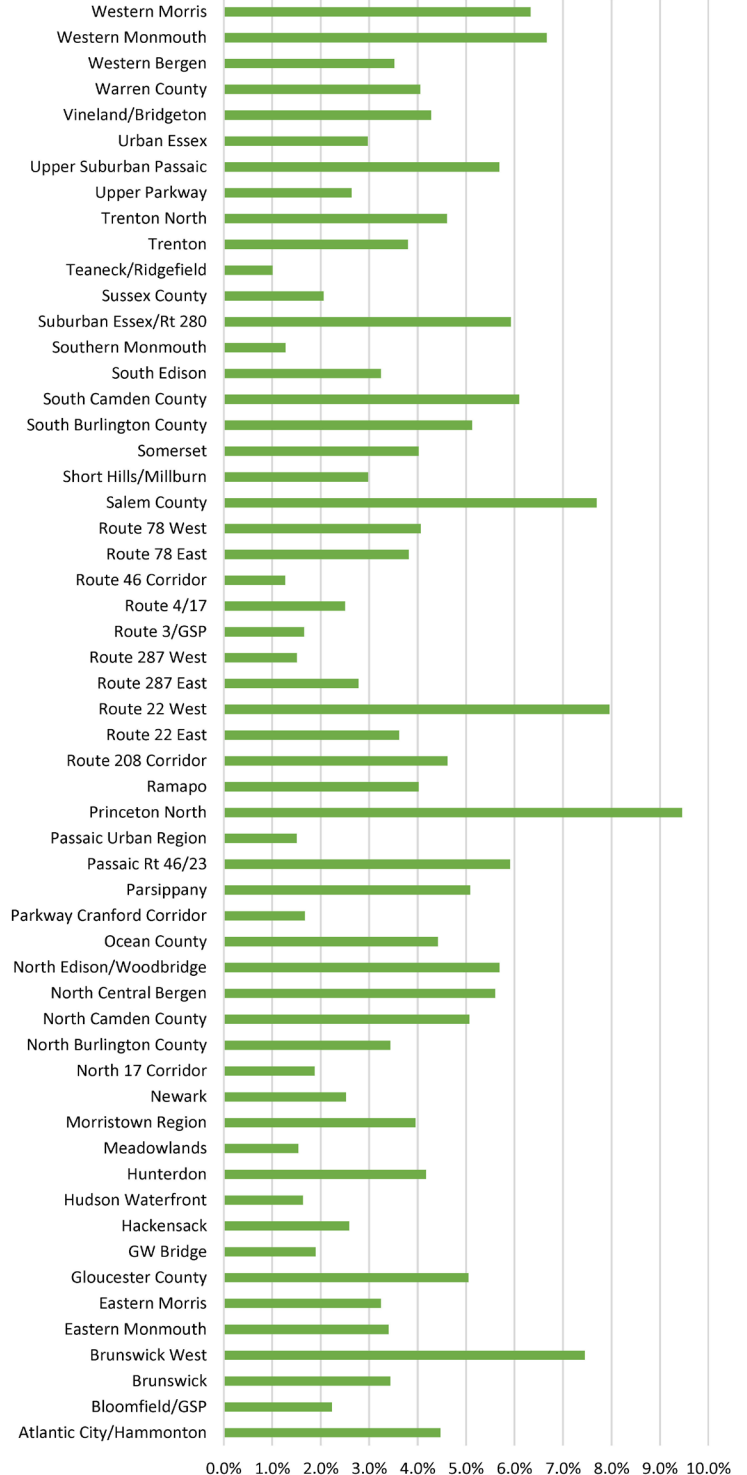 Western Morris
Western Monmouth
Western Bergen
Warren County
Vineland/Bridgeton
Urban Essex
Upper Suburban Passaic
Upper Parkway
Trenton North
Trenton
Teaneck/Ridgefield
Sussex County
Suburban Essex/Rt 280
Southern Monmouth
South Edison
South Camden County
South Burlington County
Somerset
Short Hills/Millburn
Salem County
Route 78 West
Route 78 East
Route 46 Corridor
Route 4/17
Route 3/GSP
Route 287 West
Route 287 East
Route 22 West
Route 22 East
Route 208 Corridor
Ramapo
Princeton North
Passaic Urban Region
Passaic Rt 46/23
Parsippany
Parkway Cranford Corridor
Ocean County
North Edison/Woodbridge
North Central Bergen
North Camden County
North Burlington County
North 17 Corridor
Newark
Morristown Region
Meadowlands
Hunterdon
Hudson Waterfront
Hackensack
GW Bridge
Gloucester County
Eastern Morris
Eastern Monmouth
Brunswick West
Brunswick
Bloomfield/GSP
Atlantic City/Hammonton
0.0% 1.0% 2.0% 3.0% 4.0% 5.0% 6.0% 7.0% 8.0% 9.0% 10.0%